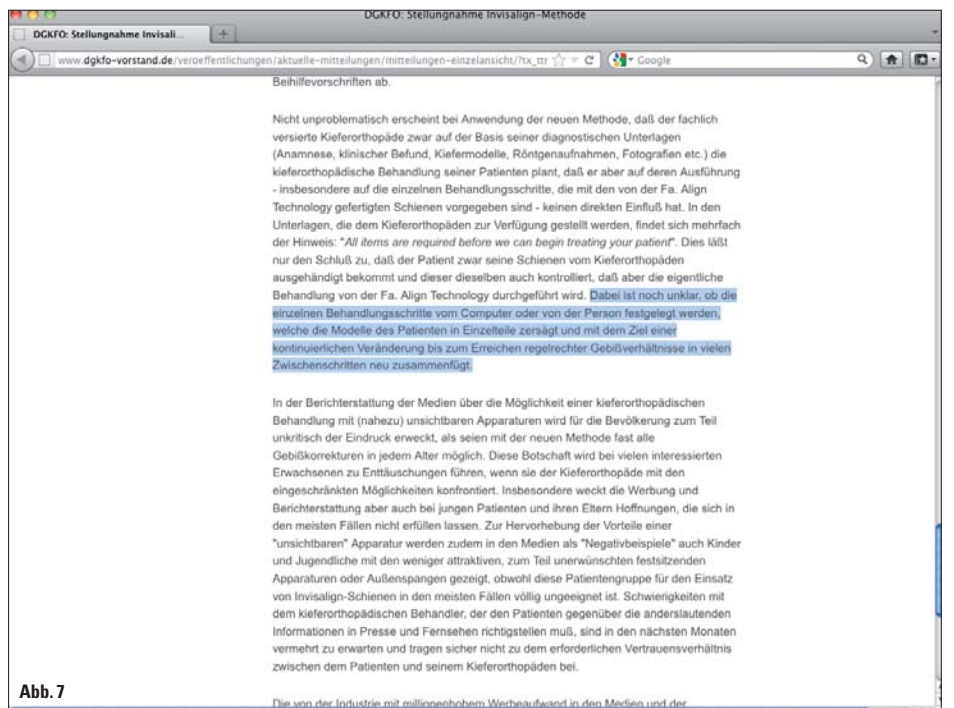 DGKFO: Stellungnahme Invisalign-Methode
DGKFO: Stellungnahme Invisali...
www.dgkfo-vorstand.de/veroeffentlichungen/aktuelle-mitteilungen/mitteilungen-einzelansicht/?tx_ttr
Google
Beihilfevorschriften ab.
Nicht unproblematisch erscheint bei Anwendung der neuen Methode, daß der fachlich
versierte Kieferorthopäde zwar auf der Basis seiner diagnostischen Unterlagen
(Anamnese, klinischer Befund, Kiefermodelle, Röntgenaufnahmen, Fotografien etc.) die
kieferorthopädische Behandlung seiner Patienten plant, daß er aber auf deren Ausführung
- insbesondere auf die einzelnen Behandlungsschritte, die mit den von der Fa. Align
Technology gefertigten Schienen vorgegeben sind - keinen direkten Einfluß hat. In den
Unterlagen, die dem Kieferorthopäden zur Verfügung gestellt werden, findet sich mehrfach
der Hinweis: "All items are required before we can begin treating your patient". Dies läßt
nur den Schluß zu, daß der Patient zwar seine Schienen vom Kieferorthopäden
ausgehändigt bekommt und dieser dieselben auch kontrolliert, daß aber die eigentliche
Behandlung von der Fa. Align Technology durchgeführt wird. Dabei ist noch unklar, ob die
einzelnen Behandlungsschritte vom Computer oder von der Person festgelegt werden,
welche die Modelle des Patienten in Einzelteile zersägt und mit dem Ziel einer
kontinuierlichen Veränderung bis zum Erreichen regelrechter Gebißverhältnisse in vielen
Zwischenschritten neu zusammenfügt.
In der Berichterstattung der Medien über die Möglichkeit einer kieferorthopädischen
Behandlung mit (nahezu) unsichtbaren Apparaturen wird für die Bevölkerung zum Teil
unkritisch der Eindruck erweckt, als seien mit der neuen Methode fast alle
Gebißkorrekturen in jedem Alter möglich. Diese Botschaft wird bei vielen interessierten
Erwachsenen zu Enttäuschungen führen, wenn sie der Kieferorthopäde mit den
eingeschränkten Möglichkeiten konfrontiert. Insbesondere weckt die Werbung und
Berichterstattung aber auch bei jungen Patienten und ihren Eltern Hoffnungen, die sich in
den meisten Fällen nicht erfüllen lassen. Zur Hervorhebung der Vorteile einer
"unsichtbaren" Apparatur werden zudem in den Medien als "Negativbeispiele" auch Kinder
und Jugendliche mit den weniger attraktiven, zum Teil unerwünschten festsitzenden
Apparaturen oder Außenspangen gezeigt, obwohl diese Patientengruppe für den Einsatz
von Invisalign-Schienen in den meisten Fällen völlig ungeeignet ist. Schwierigkeiten mit
dem kieferorthopädischen Behandler, der den Patienten gegenüber die anderslautenden
Informationen in Presse und Fernsehen richtigstellen muß, sind in den nächsten Monaten
vermehrt zu erwarten und tragen sicher nicht zu dem erforderlichen Vertrauensverhältnis
zwischen dem Patienten und seinem Kieferorthopäden bei.
Die von der Industrie mit millionenhohem Werbeaufwand in den Medien und der
Abb. 7